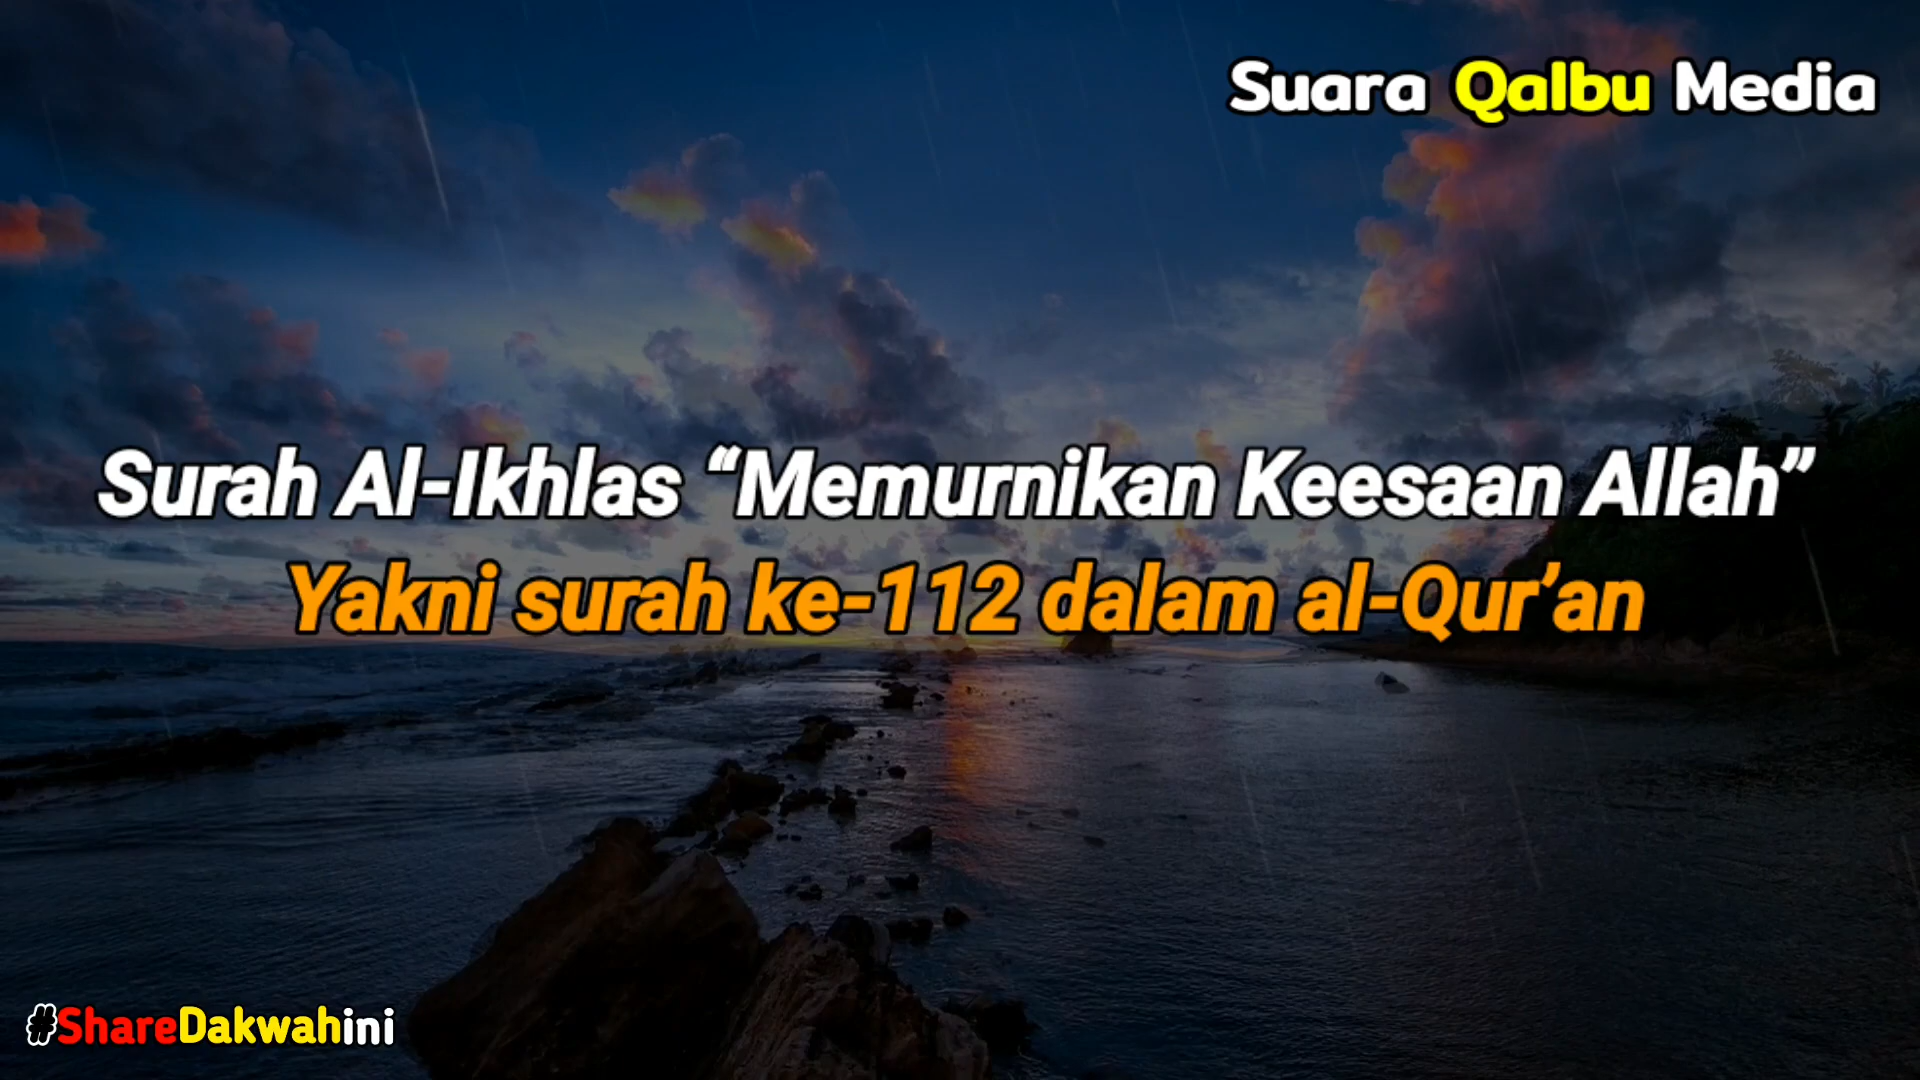 Suara Qalbu Media
Surah Al-Ikhlas “Memurnikan Keesaan Allah”
Yakni surah ke-112 dalam al-Qur’an
#ShareDakwahini